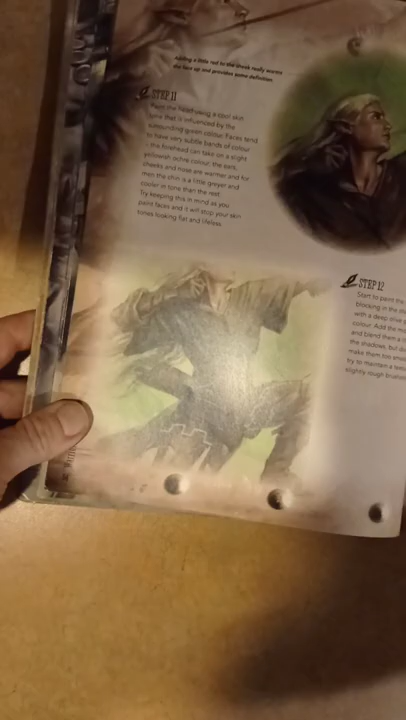 Adding a little red to the cheek really warms
the face up and provides some definition.
STEP 11
Paint the head using a cool skin
tone that is influenced by the
surrounding green colour. Faces tend
to have very subtle bands of colour
- the forehead can take on a slight
yellowish ochre colour; the ears,
cheeks and nose are warmer and for
men the chin is a little greyer and
cooler in tone than the rest.
Try keeping this in mind as you
paint faces and it will stop your skin
tones looking flat and lifeless.
STEP 12
Start to paint the
blocking in the
with a deep olive
colour. Add the
and blend them
the shadows, but
make them too
try to maintain a
slightly rough